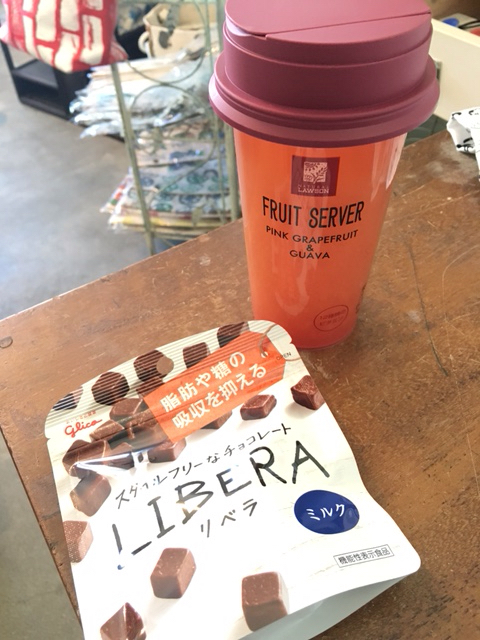 NATURAL
LAWSON
FRUIT SERVER
PINK GRAPEFRUIT
&
GUAVA
脂肪や糖の
吸収を抑える
Glico
スタイルフリーなチョコレート
LIBERA
リベラ
ミルク
機能性表示食品